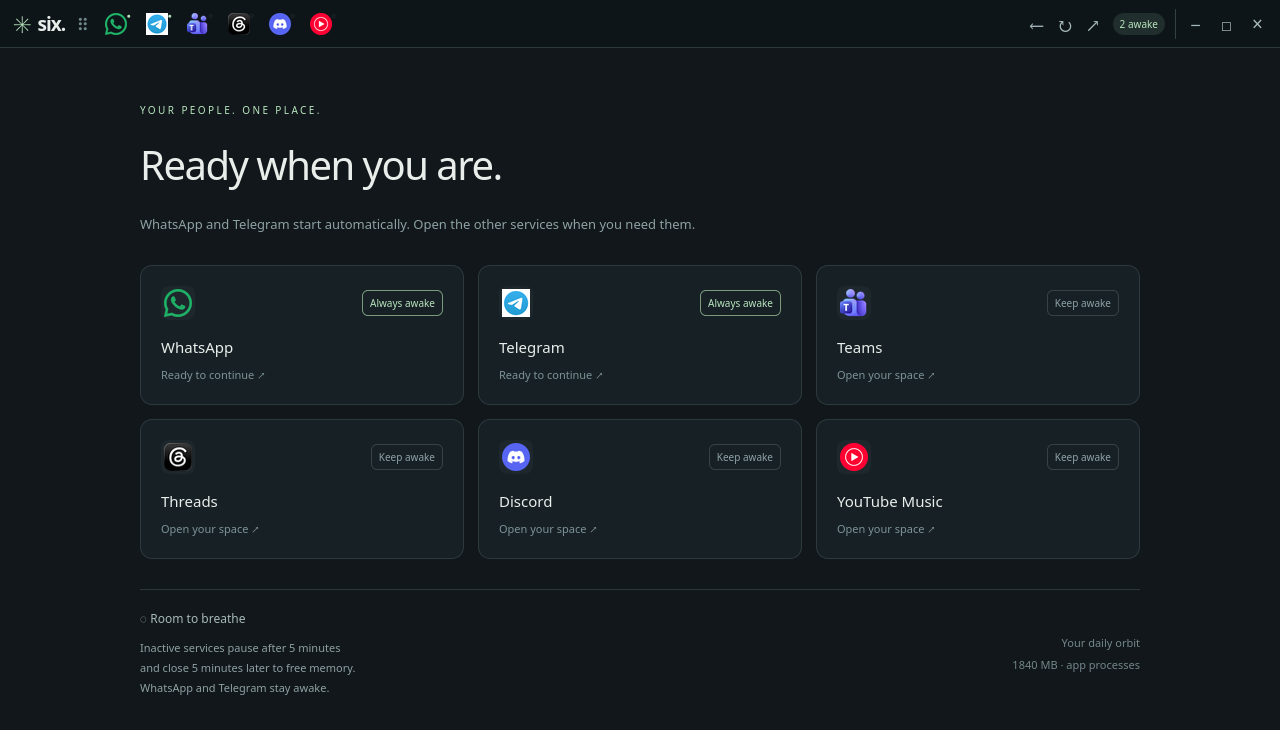 six.
2 awake
YOUR PEOPLE. ONE PLACE.
Ready when you are.
WhatsApp and Telegram start automatically. Open the other services when you need them.
Always awake
WhatsApp
Ready to continue ↗
Always awake
Telegram
Ready to continue ↗
Keep awake
Teams
Open your space ↗
Keep awake
Threads
Open your space ↗
Keep awake
Discord
Open your space ↗
Keep awake
YouTube Music
Open your space ↗
○ Room to breathe
Inactive services pause after 5 minutes
and close 5 minutes later to free memory.
WhatsApp and Telegram stay awake.
Your daily orbit
1840 MB · app processes